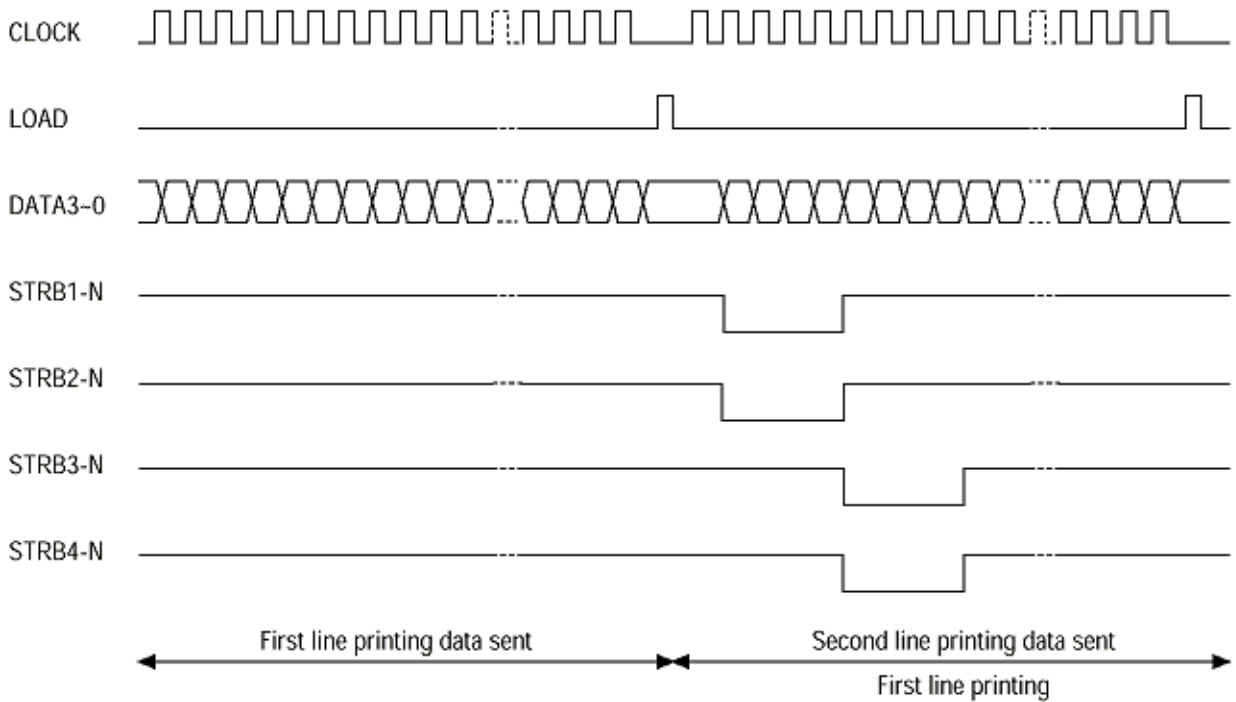 CLOCK
LOAD
DATA3~0
STRB1-N
STRB2-N
STRB3-N
STRB4-N
First line printing data sent
Second line printing data sent
First line printing